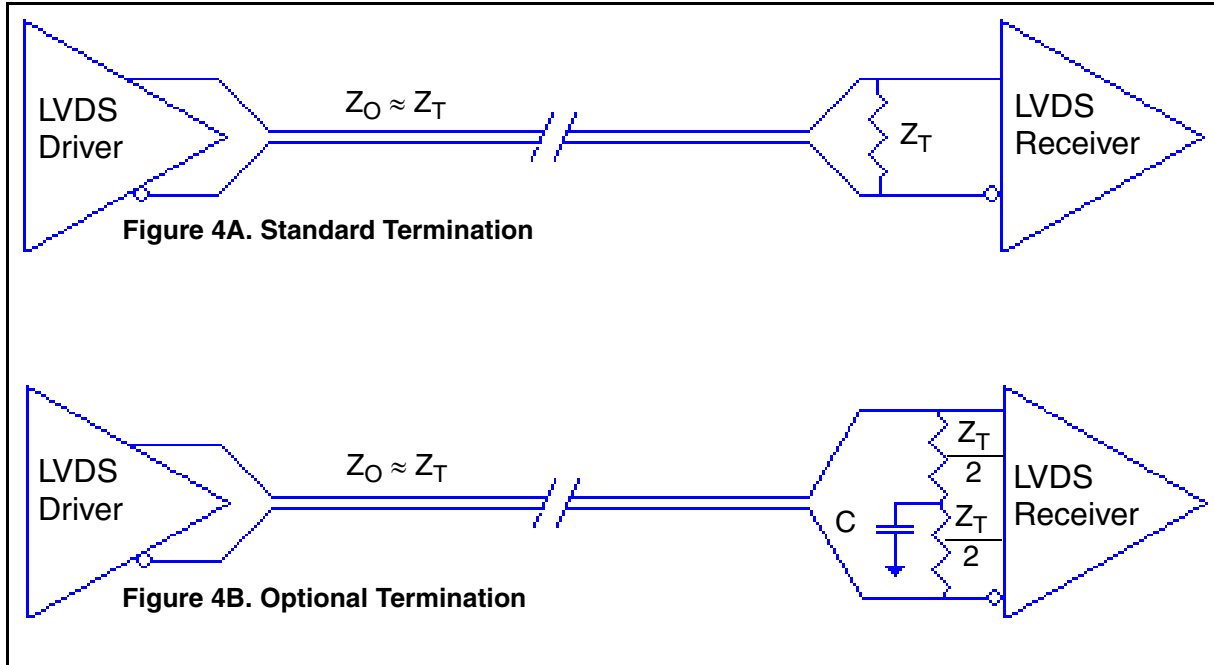 LVDS
Driver
Z_O ≈ Z_T
Z_T
LVDS
Receiver
Figure 4A. Standard Termination
LVDS
Driver
Z_O ≈ Z_T
C
Z_T
2
Z_T
2
LVDS
Receiver
Figure 4B. Optional Termination